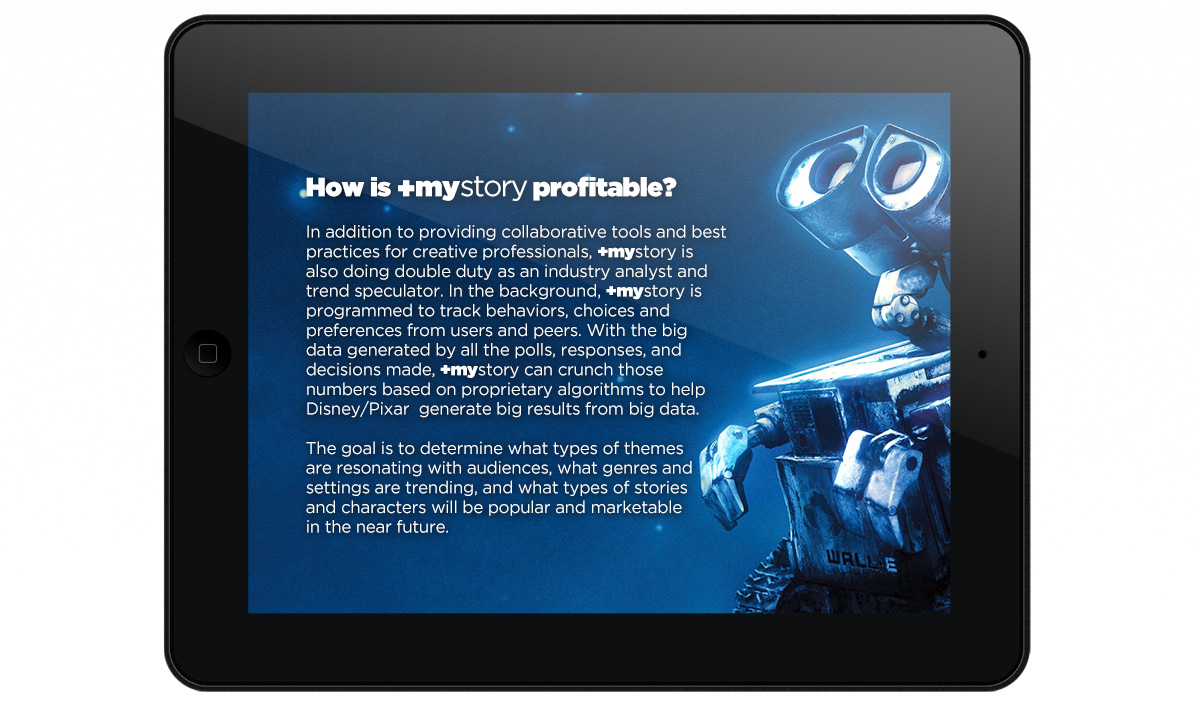 How is +mystory profitable?
In addition to providing collaborative tools and best
practices for creative professionals, +mystory is
also doing double duty as an industry analyst and
trend speculator. In the background, +mystory is
programmed to track behaviors, choices and
preferences from users and peers. With the big
data generated by all the polls, responses, and
decisions made, +mystory can crunch those
numbers based on proprietary algorithms to help
Disney/Pixar  generate big results from big data.
The goal is to determine what types of themes
are resonating with audiences, what genres and
settings are trending, and what types of stories
and characters will be popular and marketable
in the near future.
WALL-E